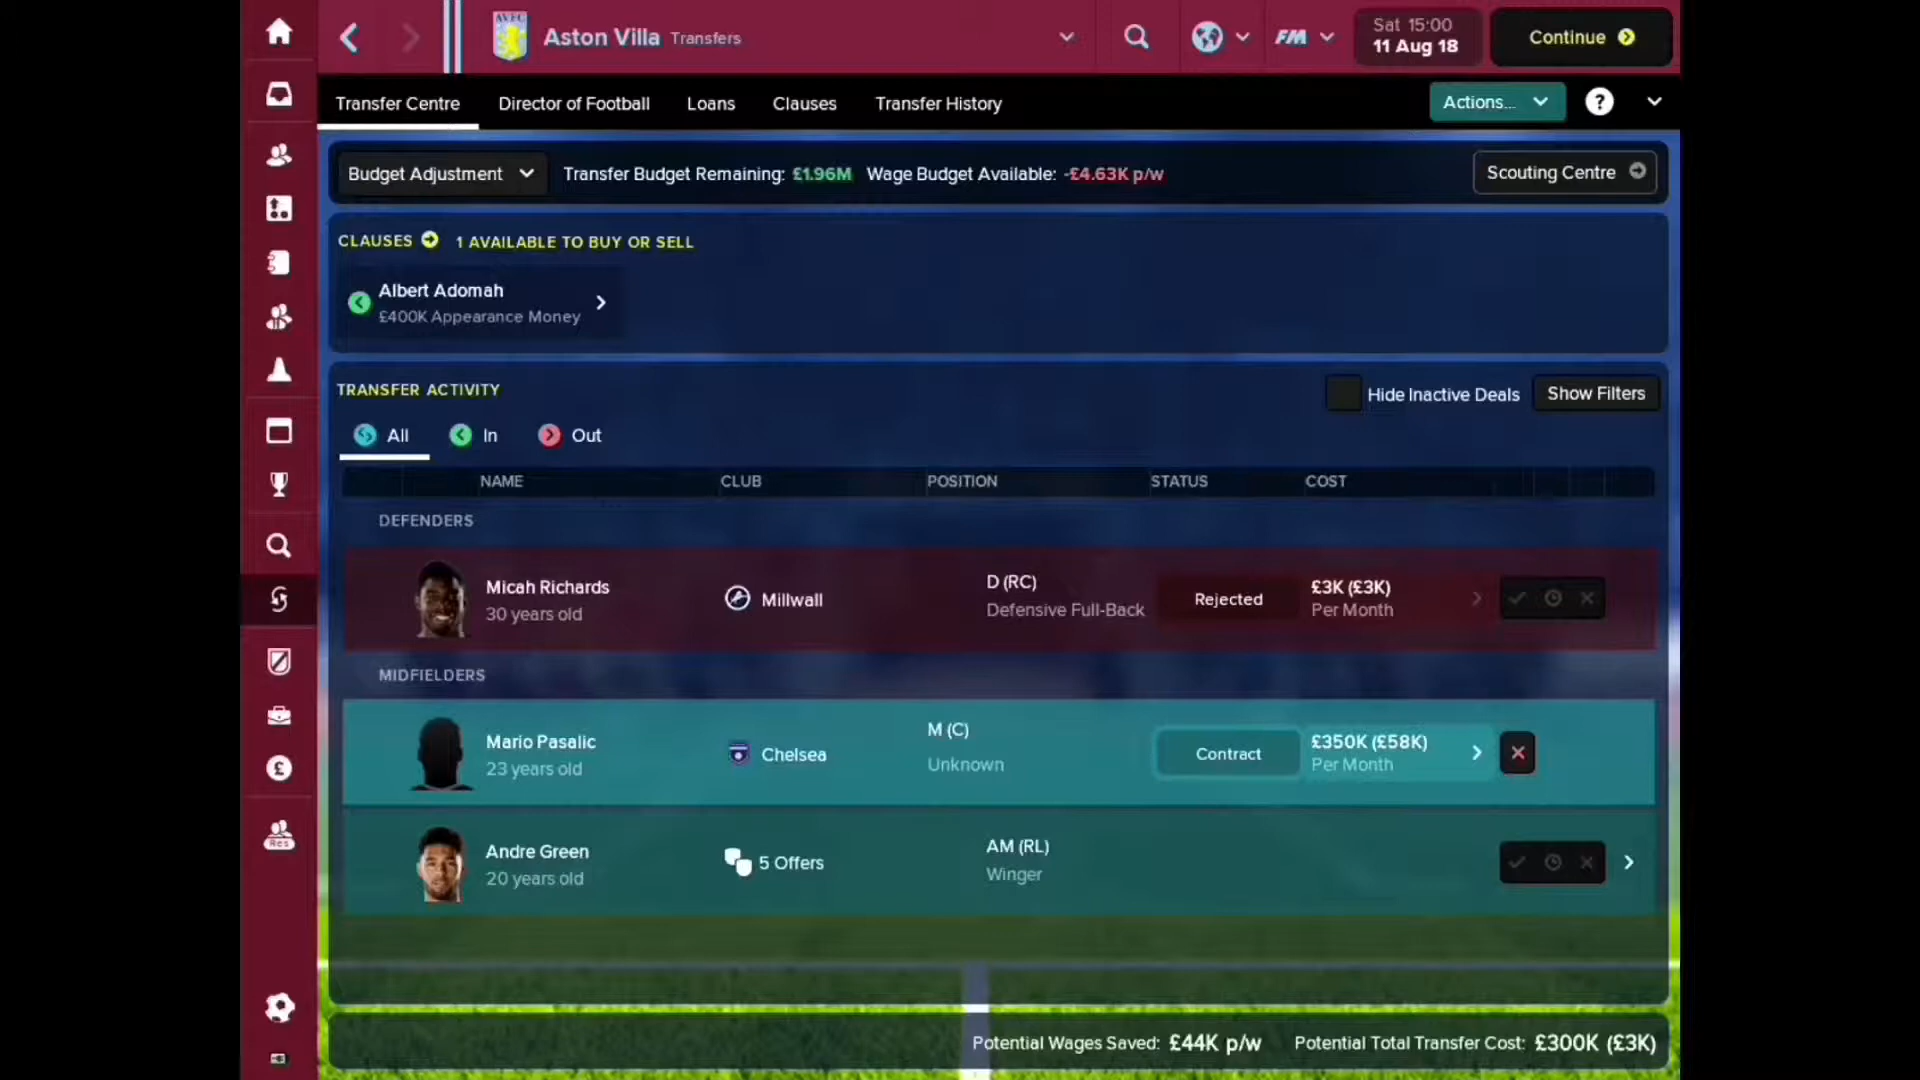 AVFC
Aston Villa Transfers
FM
Sat 15:00
11 Aug 18
Continue
Transfer Centre
Director of Football
Loans
Clauses
Transfer History
Actions...
?
Budget Adjustment
Transfer Budget Remaining: £1.96M
Wage Budget Available: -£4.63K p/w
Scouting Centre
CLAUSES
1 AVAILABLE TO BUY OR SELL
Albert Adomah
£400K Appearance Money
TRANSFER ACTIVITY
Hide Inactive Deals
Show Filters
All
In
Out
NAME
CLUB
POSITION
STATUS
COST
DEFENDERS
Micah Richards
30 years old
Millwall
D (RC)
Defensive Full-Back
Rejected
£3K (£3K)
Per Month
MIDFIELDERS
Mario Pasalic
23 years old
Chelsea
M (C)
Unknown
Contract
£350K (£58K)
Per Month
Andre Green
20 years old
5 Offers
AM (RL)
Winger
Res
Potential Wages Saved: £44K p/w
Potential Total Transfer Cost: £300K (£3K)